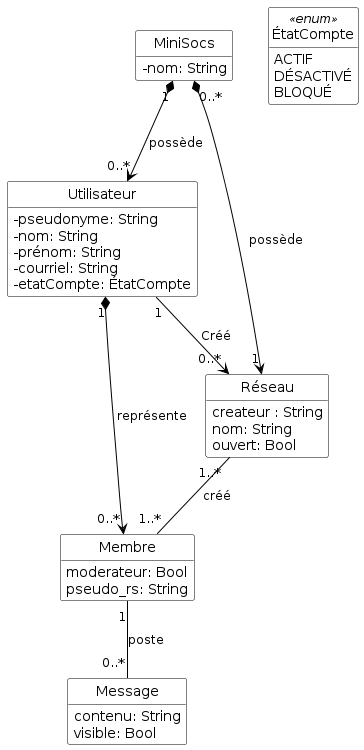 MiniSocs
-nom: String
«enum»
ÉtatCompte
ACTIF
DÉSACTIVÉ
BLOQUÉ
1
0..*
possède
0..*
Utilisateur
-pseudonyme: String
-nom: String
-prénom: String
-courriel: String
-etatCompte: ÉtatCompte
possède
1
1
Créé
0..*
1
Réseau
createur : String
nom: String
ouvert: Bool
représente
1..*
créé
0..*
1..*
Membre
moderateur: Bool
pseudo_rs: String
1
poste
0..*
Message
contenu: String
visible: Bool